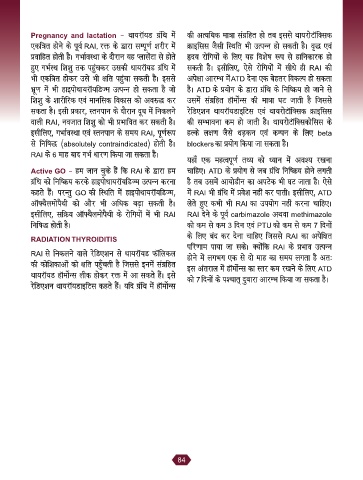 Pregnancy and lactation - थायरॉयड ग्रंथि में
एकत्रित होने के पूर्व RAI, रक्त के द्वारा सम्पूर्ण शरीर में
प्रवाहित होती है। गर्भावस्था के दौरान यह प्लासेंटा से होते
हुए गर्भस्थ शिशु तक पहुंचकर उसकी थायरॉयड ग्रंथि में
भी एकत्रित होकर उसे भी क्षति पहुंचा सकती है। इससे
भ्रूण में भी हाइपोथायरॉयडिज्म उत्पन्न हो सकता है जो
शिशु के शारीरिक एवं मानसिक विकास को अवरूद्ध कर
सकता है। इसी प्रकार, स्तनपान के दौरान दूध में निकलने
वाली RAI, नवजात शिशु को भी प्रभावित कर सकती है।
इसीलिए, गर्भावस्था एवं स्तनपान के समय RAI, पूर्णरूप
से निषिद्ध (absolutely contraindicated) होती है।
RAI के 6 माह बाद गर्भ धारण किया जा सकता है।
Active GO - हम जान चुके हैं कि RAI के द्वारा हम
ग्रंथि को निष्क्रिय करके हाइपोथायरॉयडिज्म उत्पन्न करना
चाहते हैं। परन्तु GO की स्थिति में हाइपोथायरॉयडिज्म,
ऑफ्थैलमोपैथी को और भी अधिक बढ़ा सकती है।
इसीलिए, सक्रिय ऑफ्थैलमोपैथी के रोगियों में भी RAI
निषिद्ध होती है।
RADIATION THYROIDITIS
RAI से निकलने वाले रेडिएशन से थायरॉयड फॉलिकल
की कोशिकाओं को क्षति पहुँचती है जिससे इनमें संग्रहित
थायरॉयड हॉर्मोन्स लीक होकर रक्त में आ सकते हैं। इसे
रेडिएशन थायरॉयडाइटिस कहते हैं। यदि ग्रंथि में हॉर्मोन्स
की अत्यधिक मात्रा संग्रहित हो तब इससे थायरोटॉक्सिक
क्राइसिस जैसी स्थिति भी उत्पन्न हो सकती है। वृद्ध एवं
हृदय रोगियों के लिए यह विशेष रूप से हानिकारक हो
सकती है। इसीलिए, ऐसे रोगियों में सीधे ही RAI की
अपेक्षा आरम्भ में ATD देना एक बेहतर विकल्प हो सकता
है। ATD के प्रयोग के द्वारा ग्रंथि के निष्क्रिय हो जाने से
उसमें संग्रहित हॉर्मोन्स की मात्रा घट जाती है जिससे
रेडिएशन थायरॉयडाइटिस एवं थायरोटॉक्सिक क्राइसिस
की सम्भावना कम हो जाती है। थायरोटॉक्सिकोसिस के
हल्के लक्षण जैसे धड़कन एवं कम्पन के लिए beta
blockers का प्रयोग किया जा सकता है।
यहाँ एक महत्वपूर्ण तथ्य को ध्यान में अवश्य रखना
चाहिए। ATD के प्रयोग से जब ग्रंथि निष्क्रिय होने लगती
है तब उसमें आयोडीन का अपटेक भी घट जाता है। ऐसे
में RAI भी ग्रंथि में प्रवेश नहीं कर पाती। इसीलिए, ATD
लेते हुए कभी भी RAI का उपयोग नहीं करना चाहिए।
RAI देने के पूर्व carbimazole अथवा methimazole
को कम से कम 3 दिन एवं PTU को कम से कम 7 दिनों
के लिए बंद कर देना चाहिए जिससे RAI का अपेक्षित
परिणाम पाया जा सके। क्योंकि RAI के प्रभाव उत्पन्न
होने में लगभग एक से दो माह का समय लगता है अतः
इस अंतराल में हॉर्मोन्स का स्तर कम रखने के लिए ATD
को 7 दिनों के पश्चात् दुबारा आरम्भ किया जा सकता है।
84